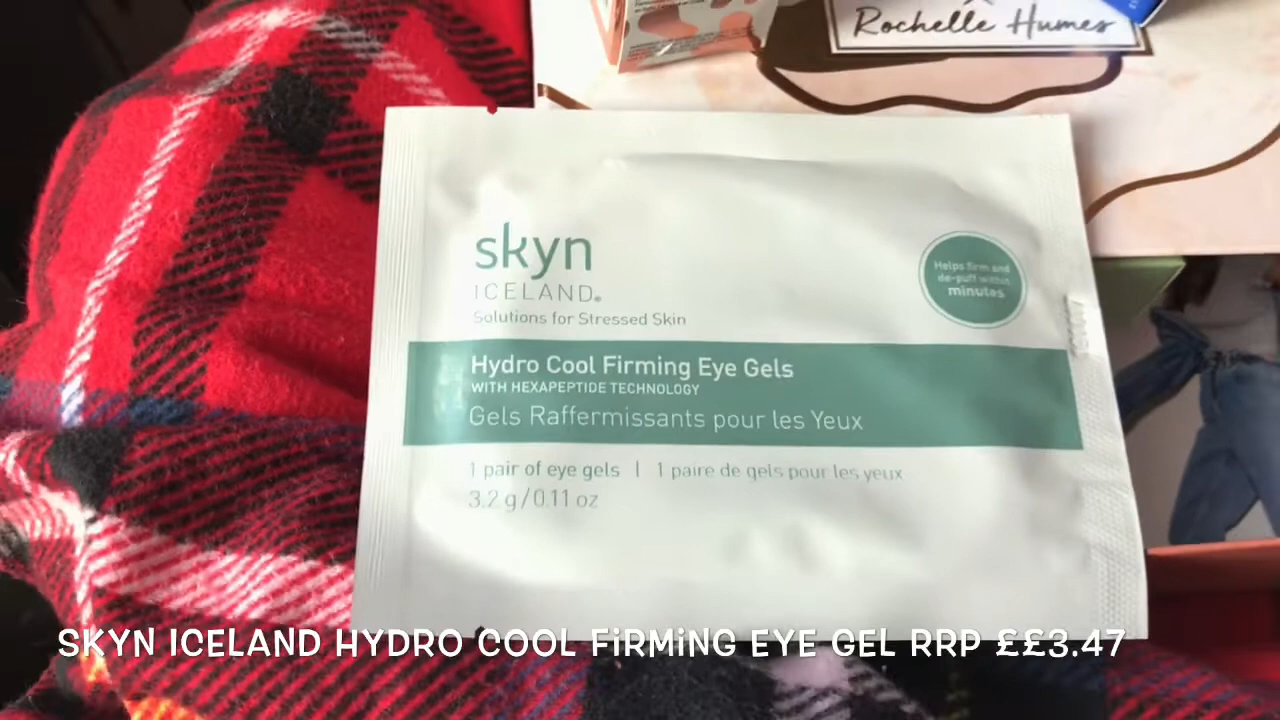 Rochelle Humes
skyn
ICELAND®
Solutions for Stressed Skin
Helps firm and
de-puff within
minutes
Hydro Cool Firming Eye Gels
WITH HEXAPEPTIDE TECHNOLOGY
Gels Raffermissants pour les Yeux
1 pair of eye gels | 1 paire de gels pour les yeux
3.2 g/0.11 oz
SKYN ICELAND HYDRO COOL FIRMING EYE GEL RRP ££3.47